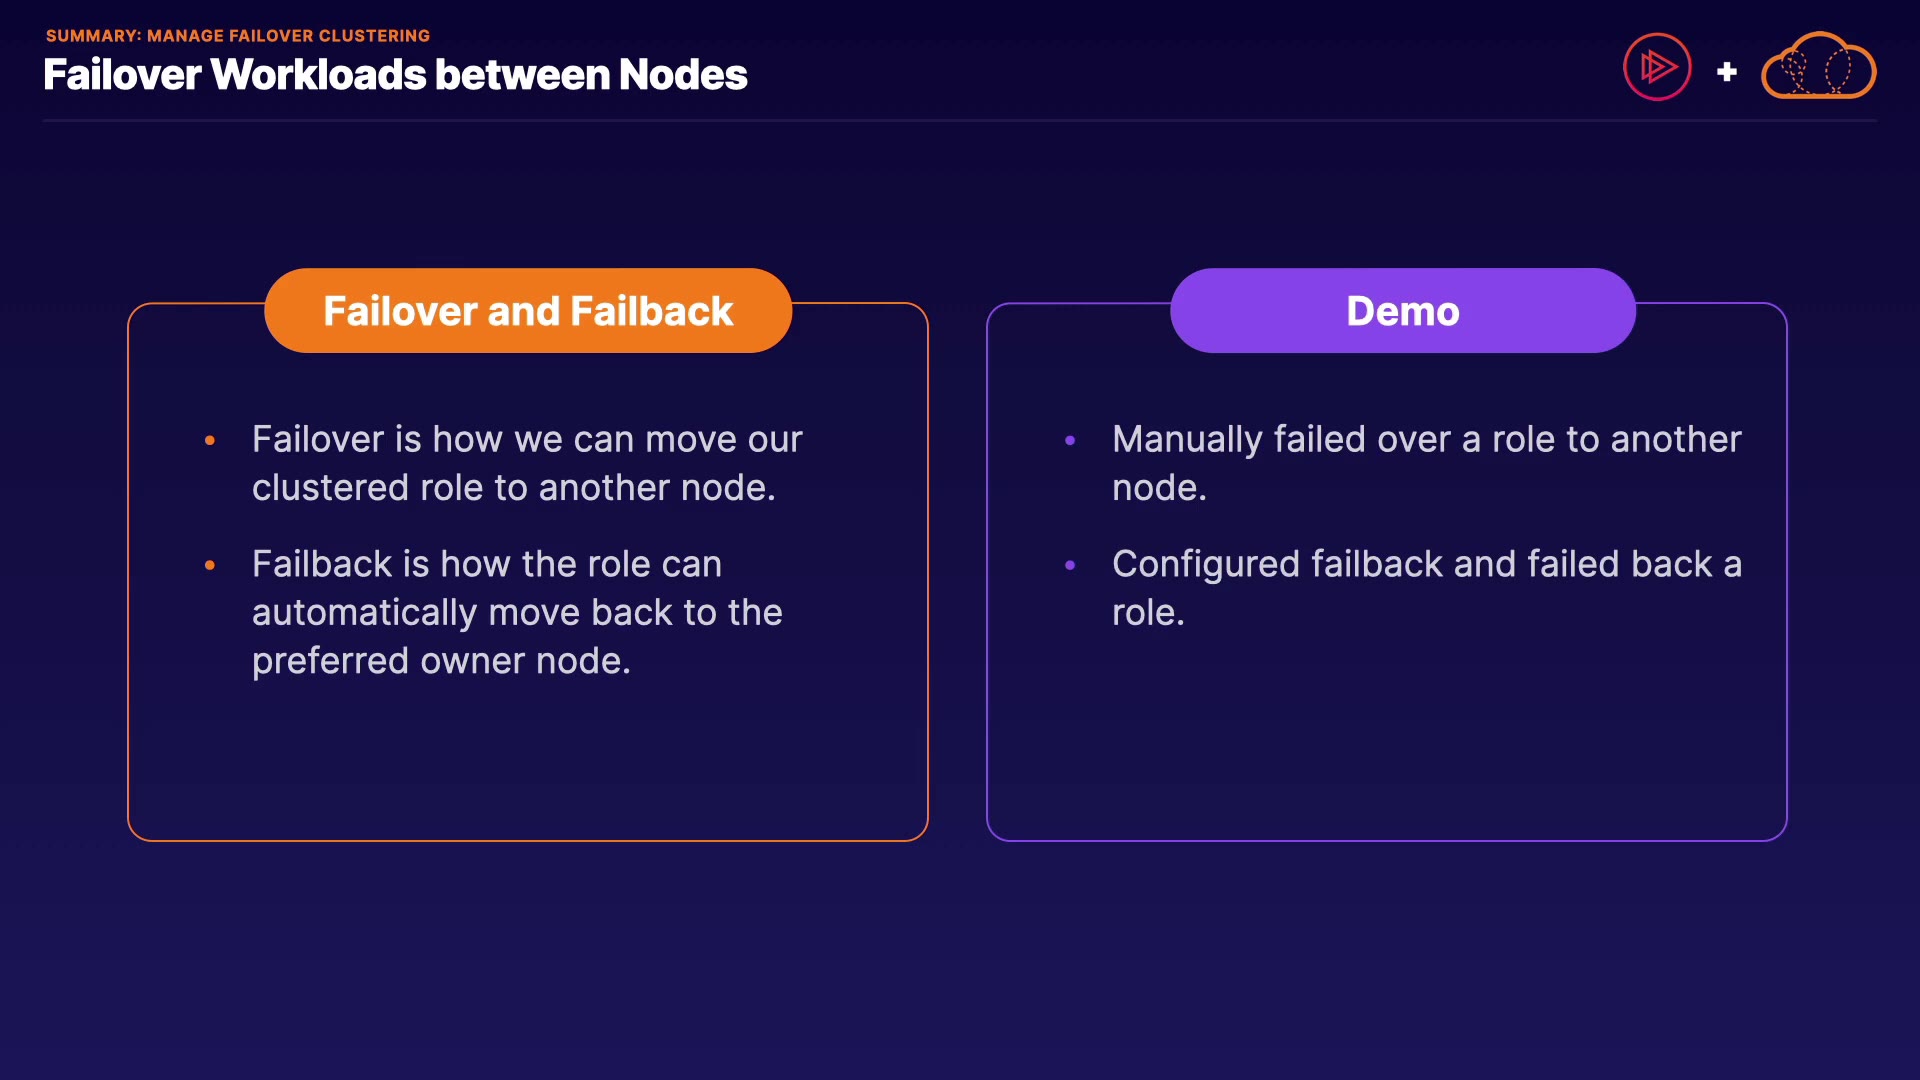 SUMMARY: MANAGE FAILOVER CLUSTERING
Failover Workloads between Nodes
Failover and Failback
• Failover is how we can move our
clustered role to another node.
• Failback is how the role can
automatically move back to the
preferred owner node.
Demo
• Manually failed over a role to another
node.
• Configured failback and failed back a
role.